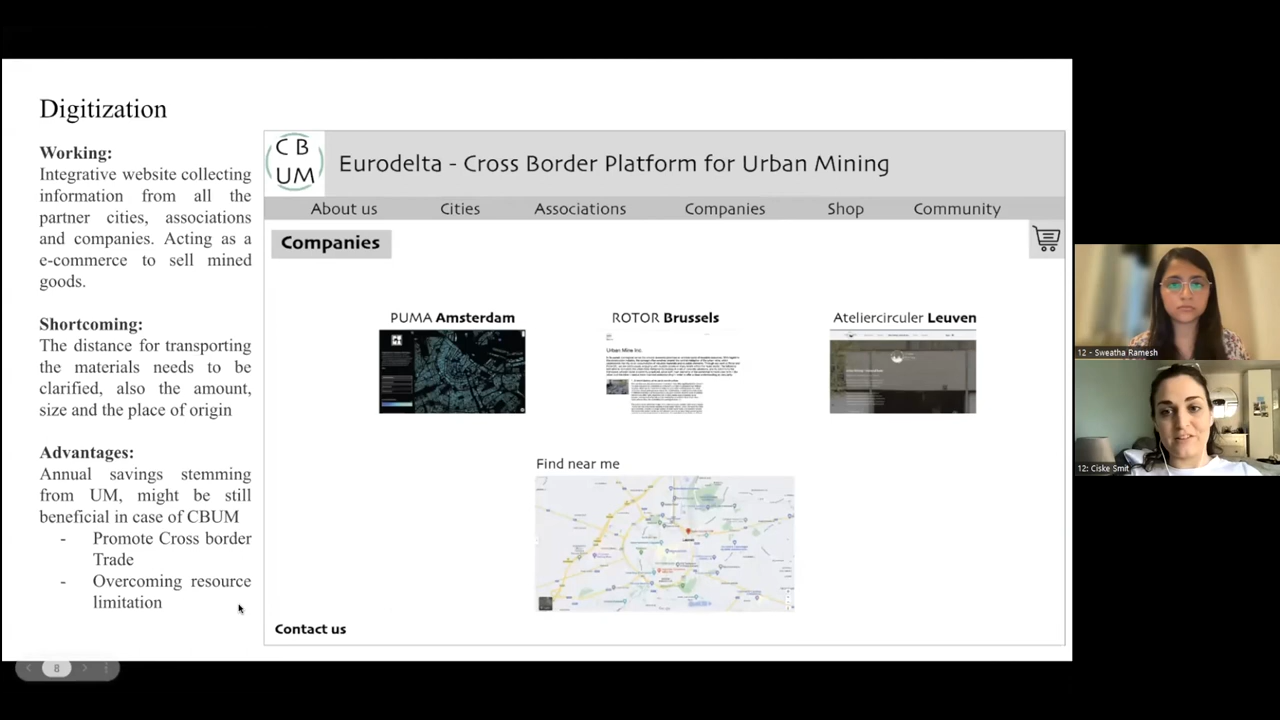 Digitization
Working:
Integrative website collecting
information from all the
partner cities, associations
and companies. Acting as a
e-commerce to sell mined
goods.
Shortcoming:
The distance for transporting
the materials needs to be
clarified, also the amount,
size and the place of origin
Advantages:
Annual savings stemming
from UM, might be still
beneficial in case of CBUM
- Promote Cross border
Trade
- Overcoming resource
limitation
C B
UM
Eurodelta - Cross Border Platform for Urban Mining
About us Cities Associations Companies Shop Community
Companies
PUMA Amsterdam ROTOR Brussels Ateliercirculer Leuven
Urban Mine Inc.
Find near me
Contact us
8
12 - Sweatha Ramesh
12: Ciske Smit